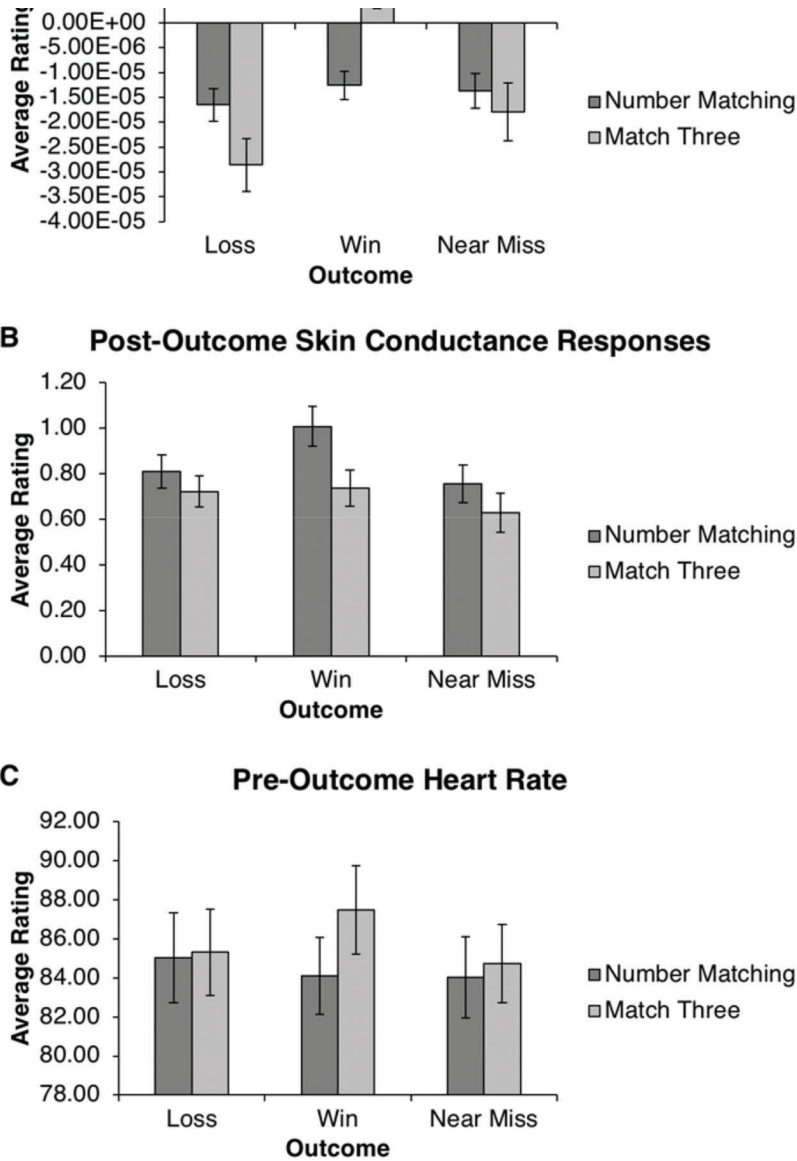 Average Rating
0.00E+00
-5.00E-06
-1.00E-05
-1.50E-05
-2.00E-05
-2.50E-05
-3.00E-05
-3.50E-05
-4.00E-05
Number Matching
Match Three
Loss Win Near Miss
Outcome
B Post-Outcome Skin Conductance Responses
Average Rating
1.20
1.00
0.80
0.60
0.40
0.20
0.00
Number Matching
Match Three
Loss Win Near Miss
Outcome
C Pre-Outcome Heart Rate
Average Rating
92.00
90.00
88.00
86.00
84.00
82.00
80.00
78.00
Number Matching
Match Three
Loss Win Near Miss
Outcome